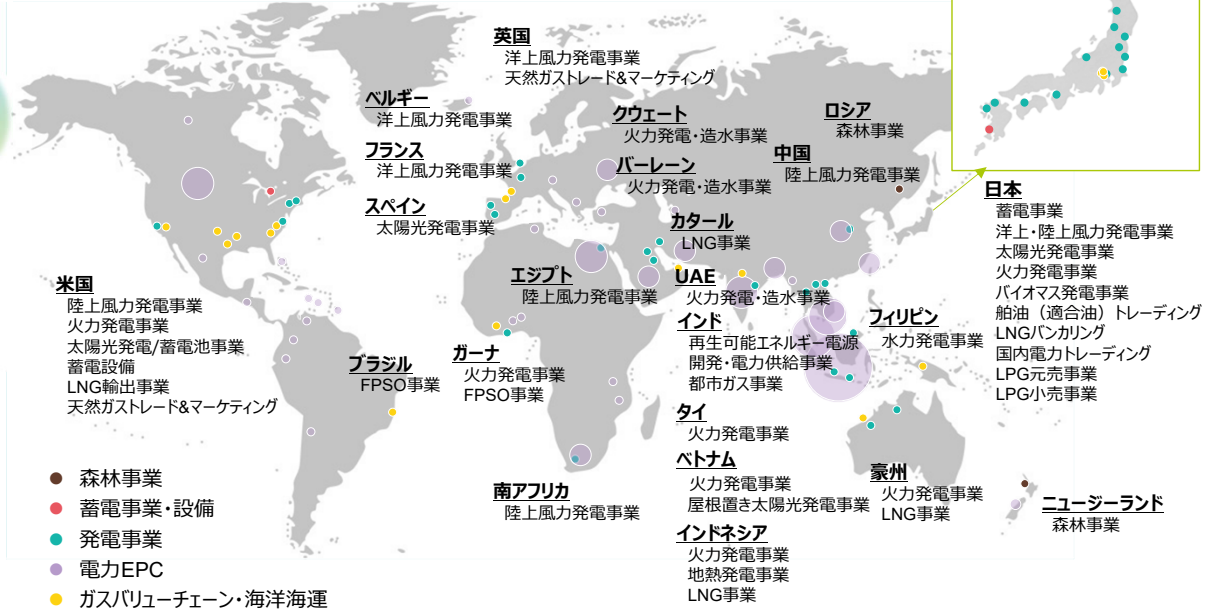 英国
洋上風力発電事業
天然ガストレード&マーケティング
ベルギー
洋上風力発電事業
フランス
洋上風力発電事業
スペイン
太陽光発電事業
クウェート
火力発電・造水事業
バーレーン
火力発電・造水事業
カタール
LNG事業
UAE
火力発電・造水事業
ロシア
森林事業
中国
陸上風力発電事業
日本
蓄電事業
洋上・陸上風力発電事業
太陽光発電事業
火力発電事業
バイオマス発電事業
舶油（適合油）トレーディング
LNGバンカリング
国内電力トレーディング
LPG元売事業
LPG小売事業
米国
陸上風力発電事業
火力発電事業
太陽光発電/蓄電池事業
蓄電設備
LNG輸出事業
天然ガストレード&マーケティング
エジプト
陸上風力発電事業
インド
再生可能エネルギー電源
開発・電力供給事業
都市ガス事業
フィリピン
水力発電事業
ブラジル
FPSO事業
ガーナ
火力発電事業
FPSO事業
タイ
火力発電事業
ベトナム
火力発電事業
屋根置き太陽光発電事業
インドネシア
火力発電事業
地熱発電事業
LNG事業
南アフリカ
陸上風力発電事業
豪州
火力発電事業
LNG事業
ニュージーランド
森林事業
森林事業
蓄電事業・設備
発電事業
電力EPC
ガスバリューチェーン・海洋海運